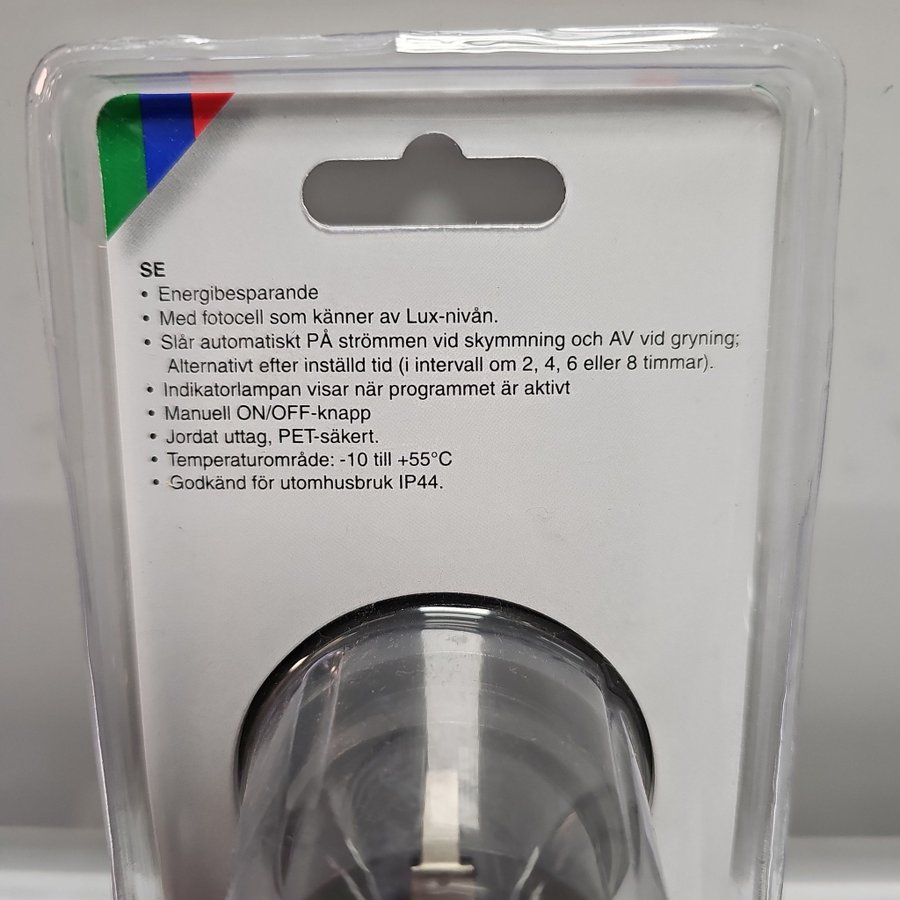 SE
• Energibesparande
• Med fotocell som känner av Lux-nivån.
• Slår automatiskt PÅ strömmen vid skymmning och AV vid gryning;
Alternativt efter inställd tid (i intervall om 2, 4, 6 eller 8 timmar).
• Indikatorlampan visar när programmet är aktivt
• Manuell ON/OFF-knapp
• Jordat uttag, PET-säkert.
• Temperaturområde: -10 till +55°C
• Godkänd för utomhusbruk IP44.